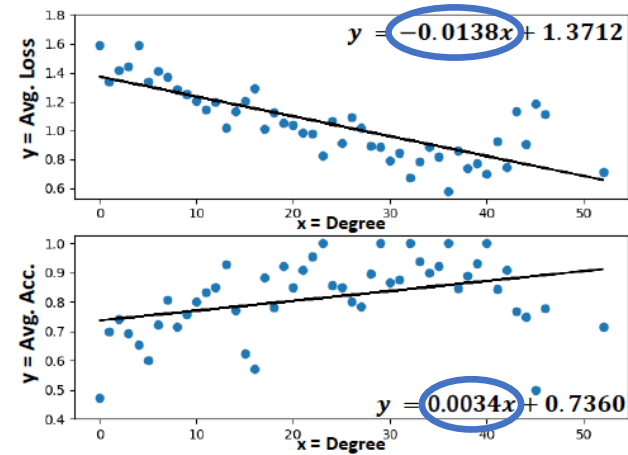 1.8
1.6
1.4
1.2
1.0
0.8
0.6
y = Avg. Loss
y = −0.0138x + 1.3712
0 10 20 30 40 50
x = Degree
1.0
0.9
0.8
0.7
0.6
0.5
0.4
y = Avg. Acc.
y = 0.0034x + 0.7360
0 10 20 30 40 50
x = Degree